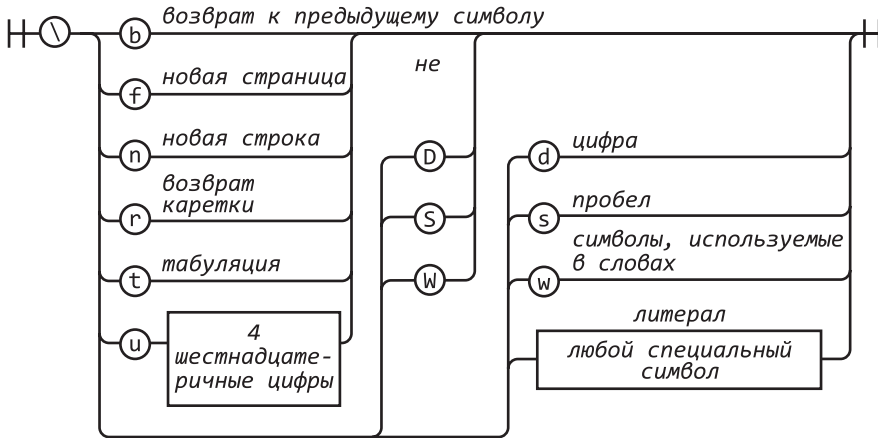 \
b возврат к предыдущему символу
f новая страница
n новая строка
r возврат
каретки
t табуляция
u 4
шестнадцате-
ричные цифры
не
D
S
W
d цифра
s пробел
w символы, используемые
в словах
литерал
любой специальный
символ